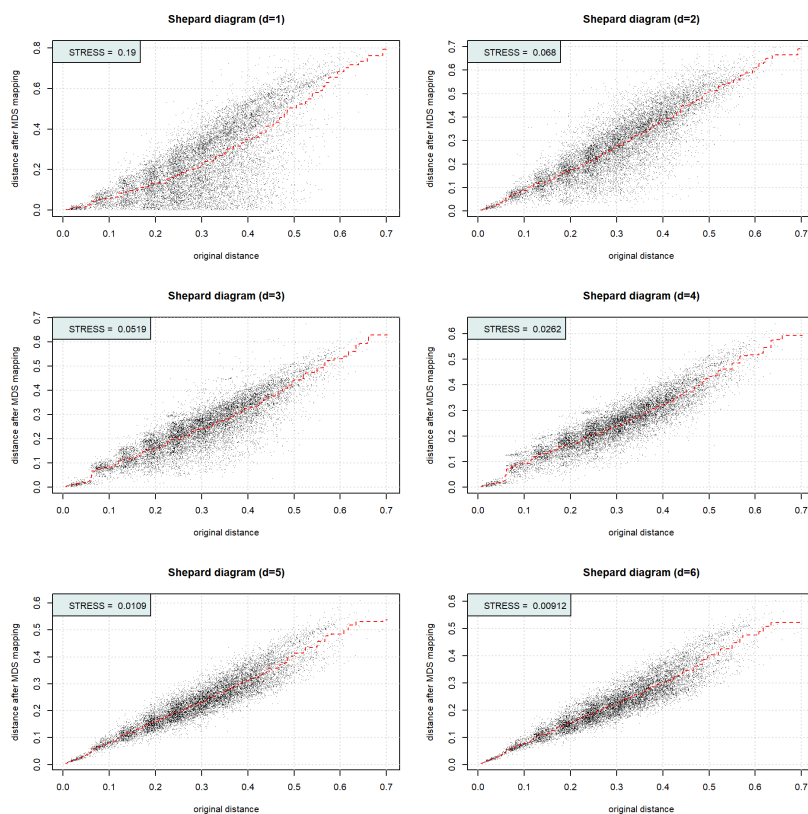 Shepard diagram (d=1)
STRESS = 0.19
distance after MDS mapping
0.0 0.2 0.4 0.6 0.8
0.0 0.1 0.2 0.3 0.4 0.5 0.6 0.7
original distance
Shepard diagram (d=2)
STRESS = 0.068
distance after MDS mapping
0.0 0.1 0.2 0.3 0.4 0.5 0.6 0.7
0.0 0.1 0.2 0.3 0.4 0.5 0.6 0.7
original distance
Shepard diagram (d=3)
STRESS = 0.0519
distance after MDS mapping
0.0 0.1 0.2 0.3 0.4 0.5 0.6 0.7
0.0 0.1 0.2 0.3 0.4 0.5 0.6 0.7
original distance
Shepard diagram (d=4)
STRESS = 0.0262
distance after MDS mapping
0.0 0.1 0.2 0.3 0.4 0.5 0.6
0.0 0.1 0.2 0.3 0.4 0.5 0.6 0.7
original distance
Shepard diagram (d=5)
STRESS = 0.0109
distance after MDS mapping
0.0 0.1 0.2 0.3 0.4 0.5 0.6
0.0 0.1 0.2 0.3 0.4 0.5 0.6 0.7
original distance
Shepard diagram (d=6)
STRESS = 0.00912
distance after MDS mapping
0.0 0.1 0.2 0.3 0.4 0.5 0.6
0.0 0.1 0.2 0.3 0.4 0.5 0.6 0.7
original distance